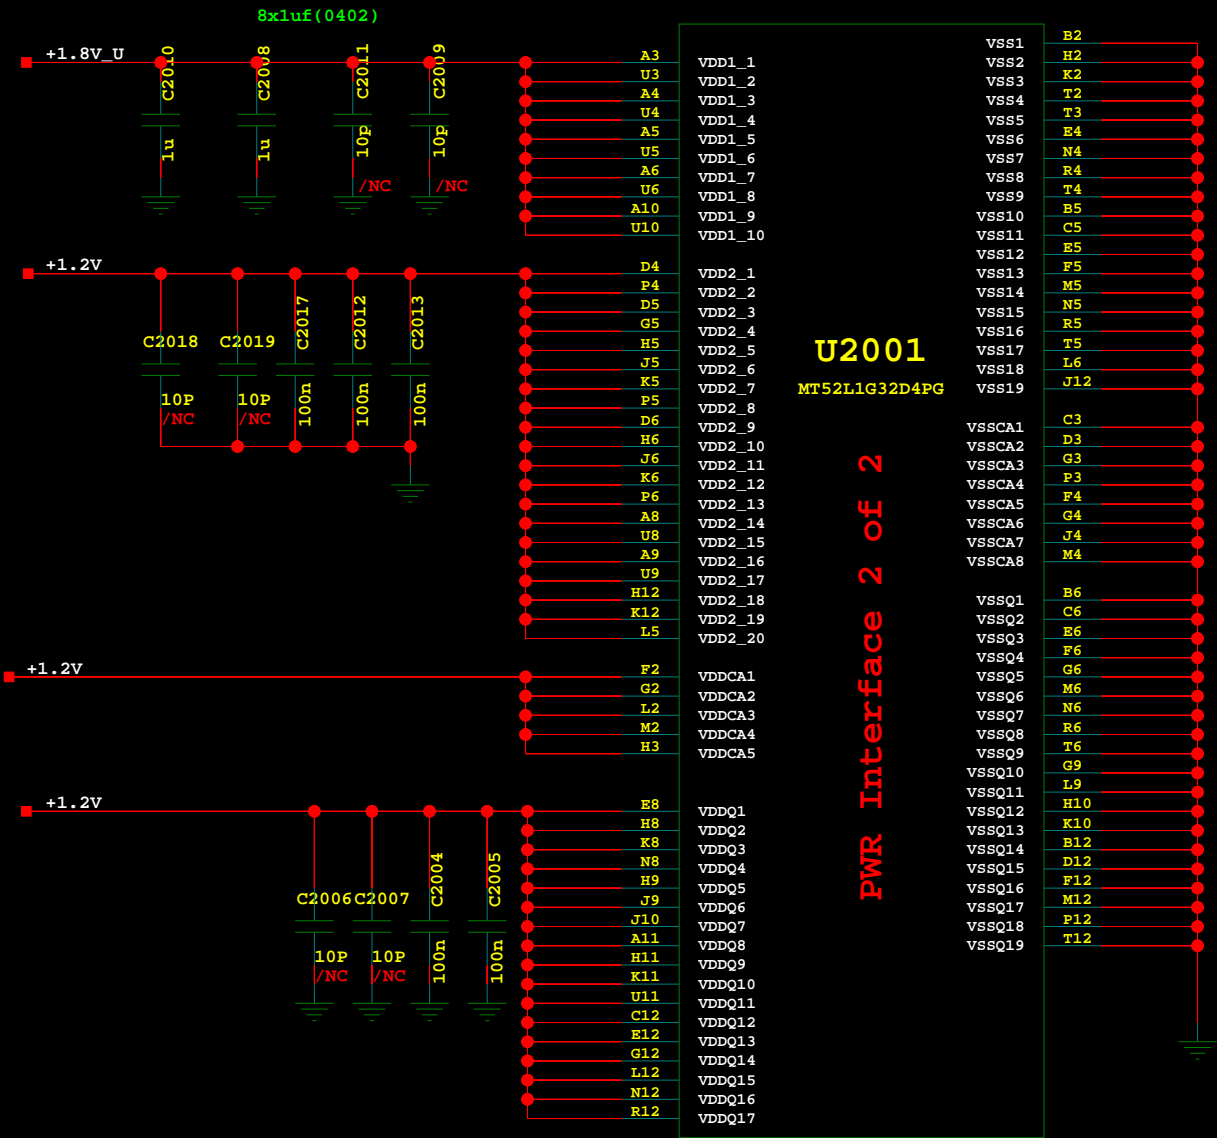 8x1uf(0402)
+1.8V_U
C2010
1u
C2008
1u
C2011
10p
/NC
C2009
10p
/NC
+1.2V
C2018
10P
/NC
C2019
10P
/NC
C2017
100n
C2012
100n
C2013
100n
+1.2V
+1.2V
C2006
10P
/NC
C2007
10P
/NC
C2004
100n
C2005
100n
A3 VDD1_1
U3 VDD1_2
A4 VDD1_3
U4 VDD1_4
A5 VDD1_5
U5 VDD1_6
A6 VDD1_7
U6 VDD1_8
A10 VDD1_9
U10 VDD1_10
D4 VDD2_1
P4 VDD2_2
D5 VDD2_3
G5 VDD2_4
H5 VDD2_5
J5 VDD2_6
K5 VDD2_7
P5 VDD2_8
D6 VDD2_9
H6 VDD2_10
J6 VDD2_11
K6 VDD2_12
P6 VDD2_13
A8 VDD2_14
U8 VDD2_15
A9 VDD2_16
U9 VDD2_17
H12 VDD2_18
K12 VDD2_19
L5 VDD2_20
F2 VDDCA1
G2 VDDCA2
L2 VDDCA3
M2 VDDCA4
H3 VDDCA5
E8 VDDQ1
H8 VDDQ2
K8 VDDQ3
N8 VDDQ4
H9 VDDQ5
J9 VDDQ6
J10 VDDQ7
A11 VDDQ8
H11 VDDQ9
K11 VDDQ10
U11 VDDQ11
C12 VDDQ12
E12 VDDQ13
G12 VDDQ14
L12 VDDQ15
N12 VDDQ16
R12 VDDQ17
U2001
MT52L1G32D4PG
PWR Interface 2 of 2
VSS1 B2
VSS2 H2
VSS3 K2
VSS4 T2
VSS5 T3
VSS6 E4
VSS7 N4
VSS8 R4
VSS9 T4
VSS10 B5
VSS11 C5
VSS12 E5
VSS13 F5
VSS14 M5
VSS15 N5
VSS16 R5
VSS17 T5
VSS18 L6
VSS19 J12
VSSCA1 C3
VSSCA2 D3
VSSCA3 G3
VSSCA4 P3
VSSCA5 F4
VSSCA6 G4
VSSCA7 J4
VSSCA8 M4
VSSQ1 B6
VSSQ2 C6
VSSQ3 E6
VSSQ4 F6
VSSQ5 G6
VSSQ6 M6
VSSQ7 N6
VSSQ8 R6
VSSQ9 T6
VSSQ10 G9
VSSQ11 L9
VSSQ12 H10
VSSQ13 K10
VSSQ14 B12
VSSQ15 D12
VSSQ16 F12
VSSQ17 M12
VSSQ18 P12
VSSQ19 T12